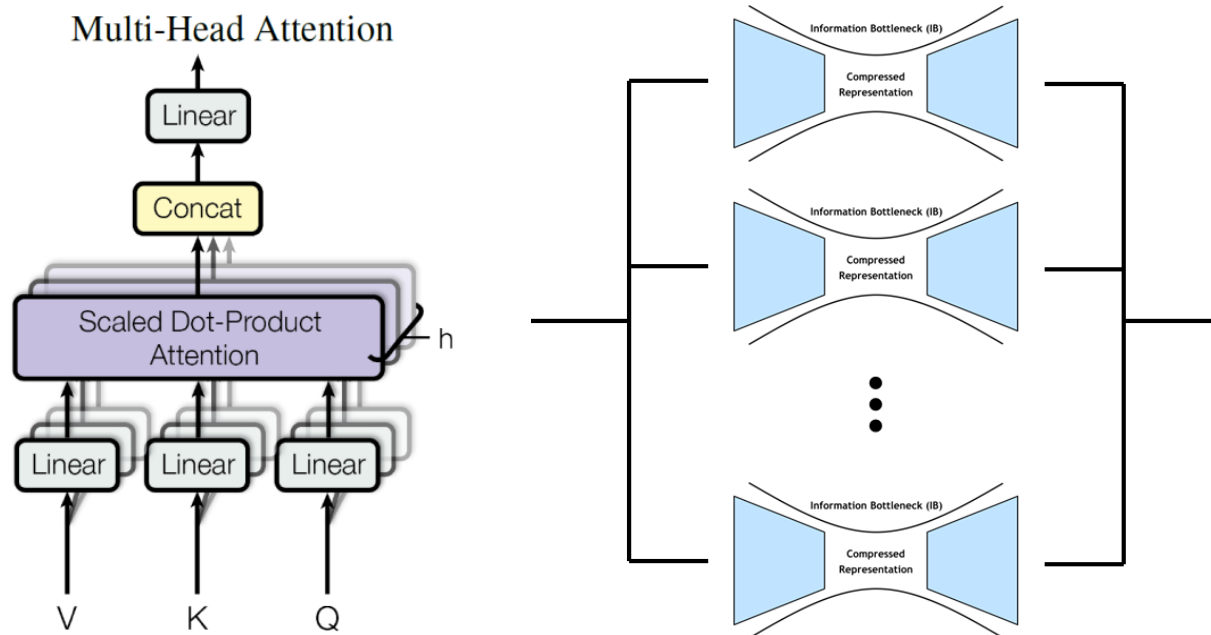 Multi-Head Attention
Linear
Concat
Scaled Dot-Product
Attention
h
Linear
Linear
Linear
V
K
Q
Information Bottleneck (IB)
Compressed
Representation
Information Bottleneck (IB)
Compressed
Representation
Information Bottleneck (IB)
Compressed
Representation